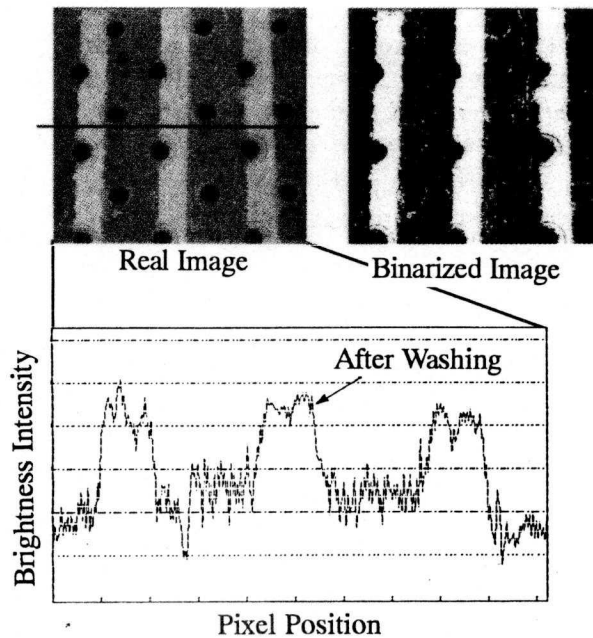 Real Image
Binarized Image
After Washing
Brightness Intensity
Pixel Position